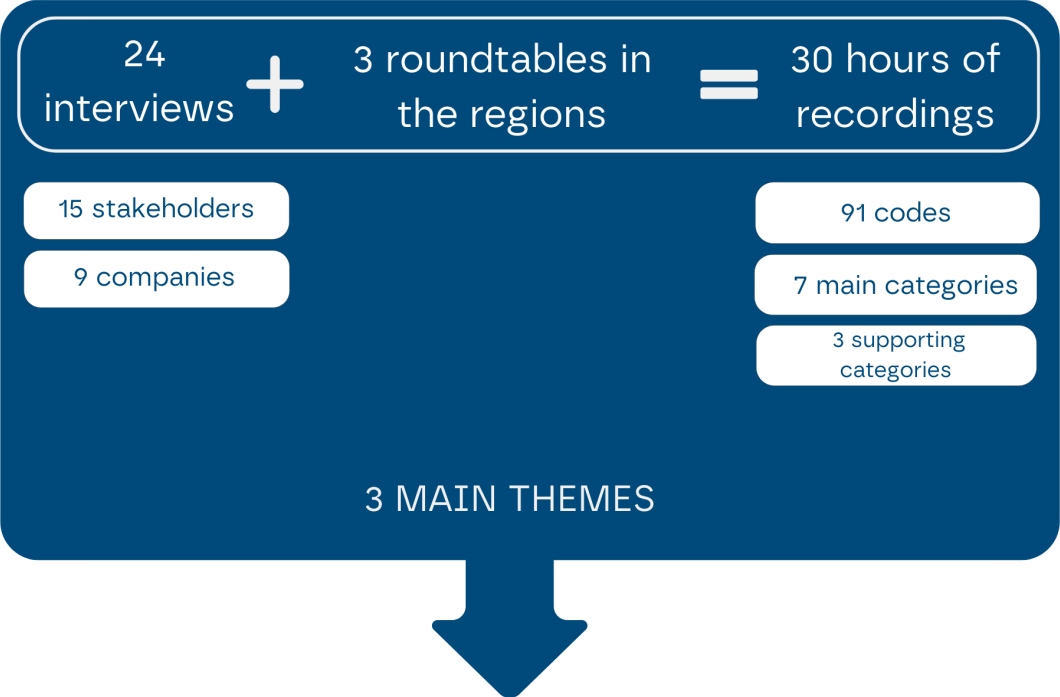 24
interviews
3 roundtables in
the regions
30 hours of
recordings
15 stakeholders
9 companies
91 codes
7 main categories
3 supporting
categories
3 MAIN THEMES